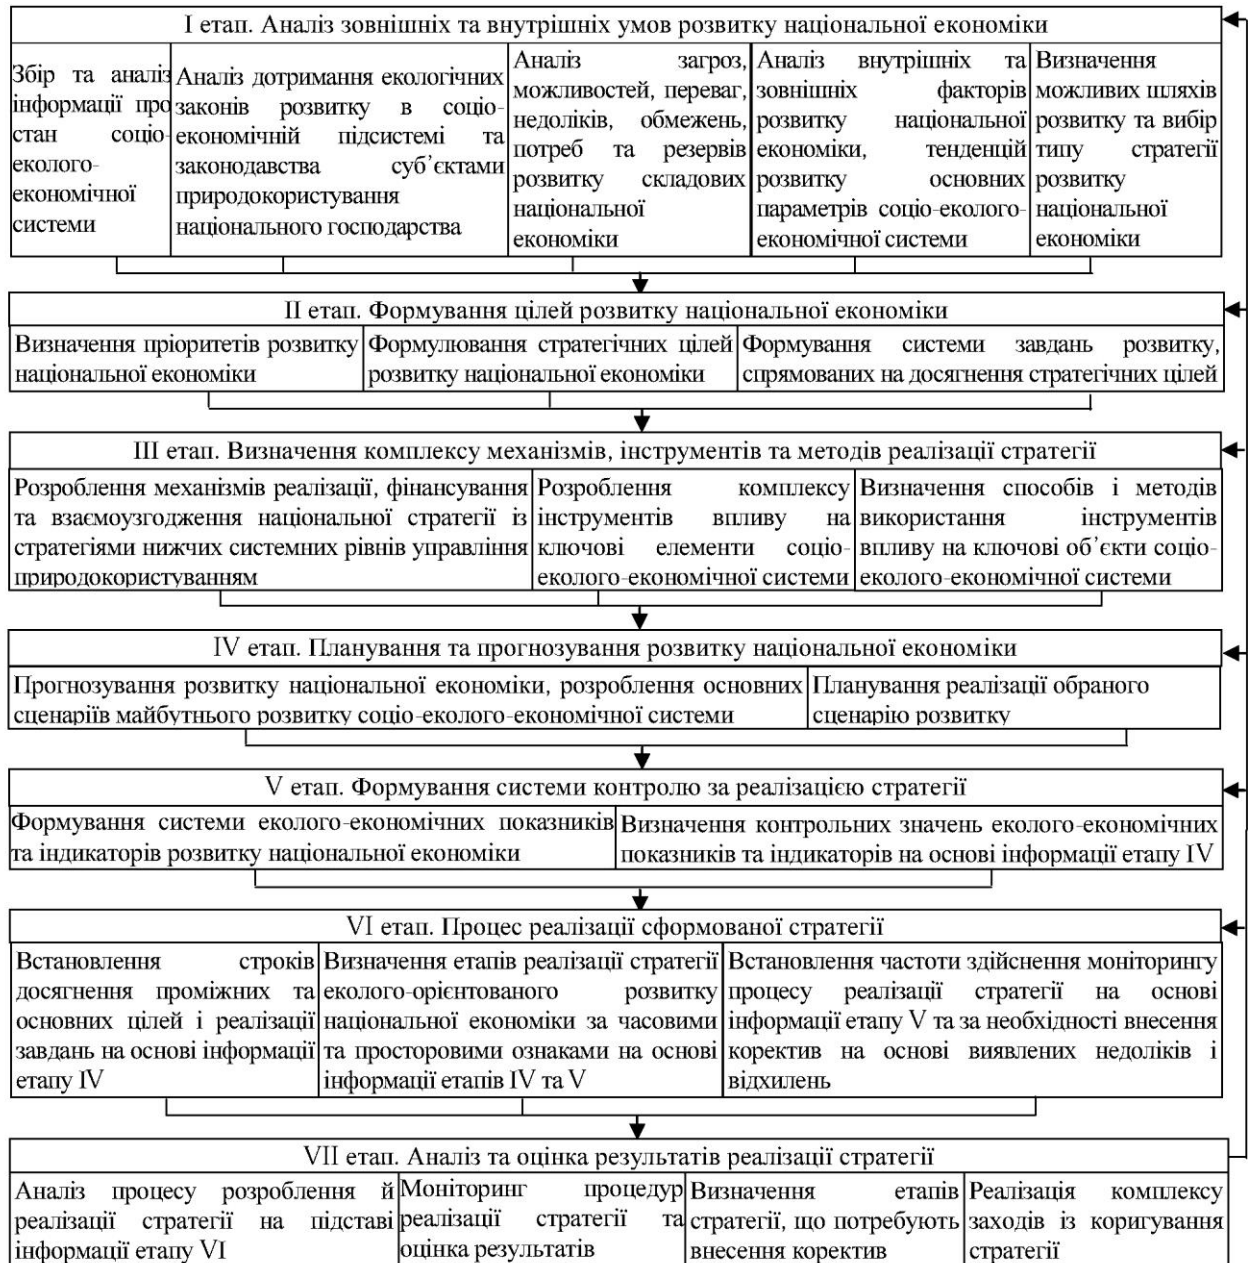 І етап. Аналіз зовнішніх та внутрішніх умов розвитку національної економіки
Збір та аналіз
інформації про
стан соціо-
еколого-
економічної
системи
Аналіз дотримання екологічних
законів розвитку в соціо-
економічній підсистемі та
законодавства суб’єктами
природокористування
національного господарства
Аналіз загроз,
можливостей, переваг,
недоліків, обмежень,
потреб та резервів
розвитку складових
національної
економіки
Аналіз внутрішніх та
зовнішніх факторів
розвитку національної
економіки, тенденцій
розвитку основних
параметрів соціо-еколого-
економічної системи
Визначення
можливих шляхів
розвитку та вибір
типу стратегії
розвитку
національної
економіки
ІІ етап. Формування цілей розвитку національної економіки
Визначення пріоритетів розвитку
національної економіки
Формулювання стратегічних цілей
розвитку національної економіки
Формування системи завдань розвитку,
спрямованих на досягнення стратегічних цілей
ІІІ етап. Визначення комплексу механізмів, інструментів та методів реалізації стратегії
Розроблення механізмів реалізації, фінансування
та взаємоузгодження національної стратегії із
стратегіями нижчих системних рівнів управління
природокористуванням
Розроблення комплексу
інструментів впливу на
ключові елементи соціо-
еколого-економічної системи
Визначення способів і методів
використання інструментів
впливу на ключові об’єкти соціо-
еколого-економічної системи
IV етап. Планування та прогнозування розвитку національної економіки
Прогнозування розвитку національної економіки, розроблення основних
сценаріїв майбутнього розвитку соціо-еколого-економічної системи
Планування реалізації обраного
сценарію розвитку
V етап. Формування системи контролю за реалізацією стратегії
Формування системи еколого-економічних показників
та індикаторів розвитку національної економіки
Визначення контрольних значень еколого-економічних
показників та індикаторів на основі інформації етапу IV
VI етап. Процес реалізації сформованої стратегії
Встановлення строків
досягнення проміжних та
основних цілей і реалізації
завдань на основі інформації
етапу IV
Визначення етапів реалізації стратегії
еколого-орієнтованого розвитку
національної економіки за часовими
та просторовими ознаками на основі
інформації етапів IV та V
Встановлення частоти здійснення моніторингу
процесу реалізації стратегії на основі
інформації етапу V та за необхідності внесення
коректив на основі виявлених недоліків і
відхилень
VII етап. Аналіз та оцінка результатів реалізації стратегії
Аналіз процесу розроблення й
реалізації стратегії на підставі
інформації етапу VI
Моніторинг процедур
реалізації стратегії та
оцінка результатів
Визначення етапів
стратегії, що потребують
внесення коректив
Реалізація комплексу
заходів із коригування
стратегії